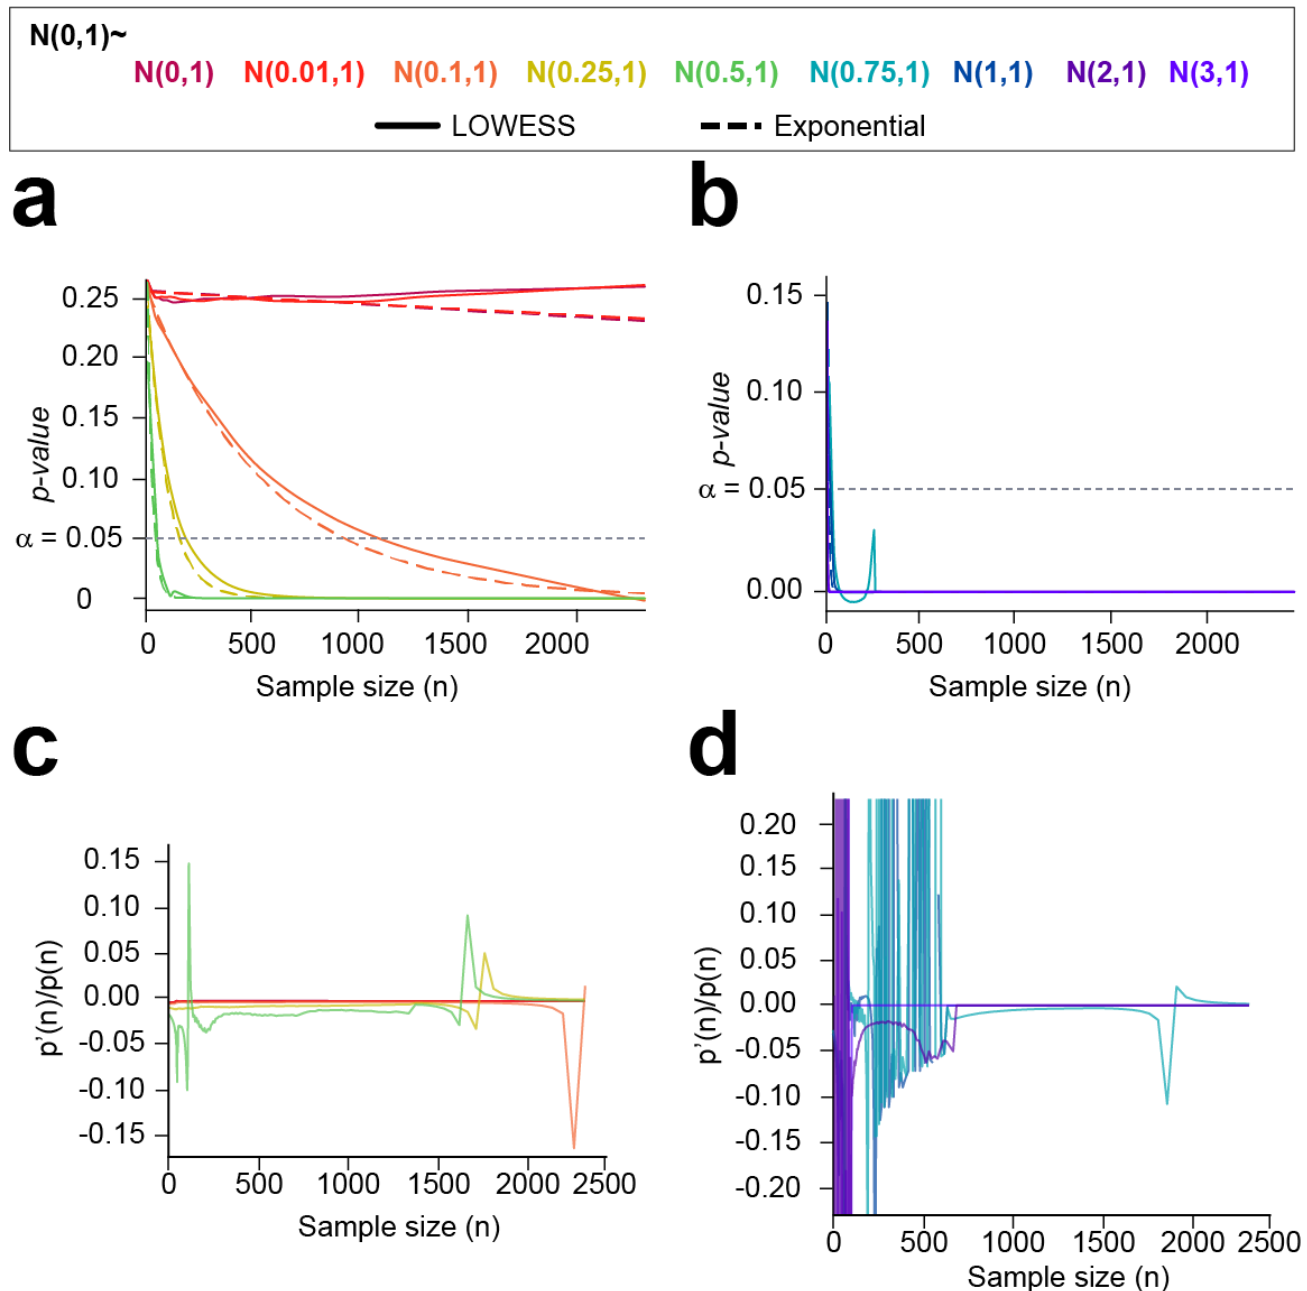 N(0,1)~
N(0,1) N(0.01,1) N(0.1,1) N(0.25,1) N(0.5,1) N(0.75,1) N(1,1) N(2,1) N(3,1)
LOWESS Exponential
a
0.25
0.20
0.15
0.10
α = 0.05
0
p-value
0 500 1000 1500 2000
Sample size (n)
b
0.15
0.10
α = 0.05
0.00
p-value
0 500 1000 1500 2000
Sample size (n)
c
0.15
0.10
0.05
0.00
-0.05
-0.10
-0.15
p’(n)/p(n)
0 500 1000 1500 2000 2500
Sample size (n)
d
0.20
0.15
0.10
0.05
0.00
-0.05
-0.10
-0.15
-0.20
p’(n)/p(n)
0 500 1000 1500 2000 2500
Sample size (n)